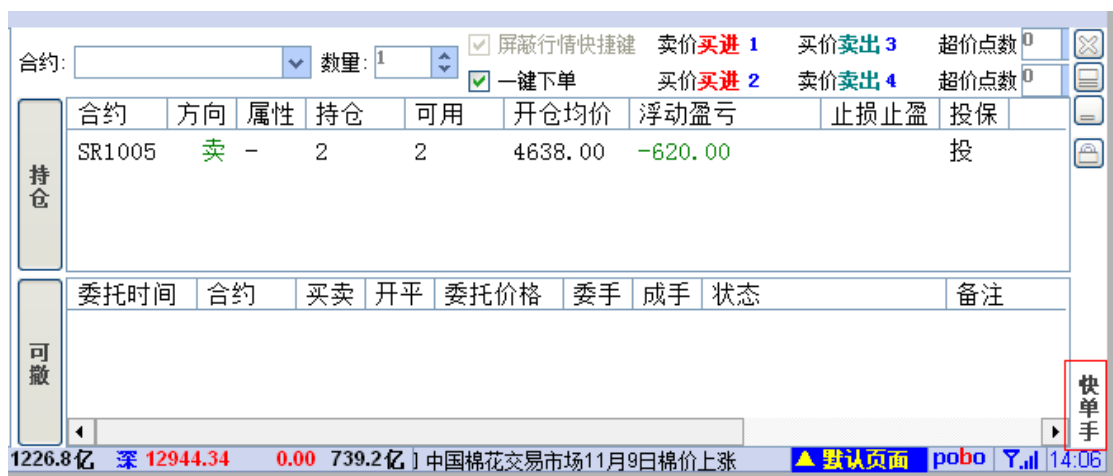 合约: 数量: 1 屏蔽行情快捷键 卖价买进 1 买价卖出 3 超价点数 0
一键下单 买价买进 2 卖价卖出 4 超价点数 0
合约 方向 属性 持仓 可用 开仓均价 浮动盈亏 止损止盈 投保
SR1005 卖 - 2 2 4638.00 -620.00 投
持仓
委托时间 合约 买卖 开平 委托价格 委手 成手 状态 备注
可撤
快单手
1226.8亿 深 12944.34 0.00 739.2亿 中国棉花交易市场11月9日棉价上涨 默认页面 pobo 14:06